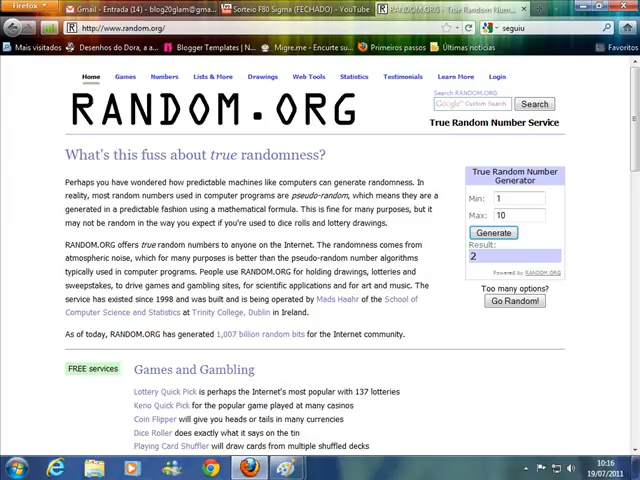 Firefox
Gmail - Entrada (14) - blog20glam@gma...
Sorteio F80 Sigma (FECHADO) - YouTube
RANDOM.ORG - True Random Num...
http://www.random.org/
seguiu
Mais visitados
Desenhos do Dora, a ...
Blogger Templates N...
Migre.me - Encurte su...
Primeiros passos
Últimas notícias
Favoritos
Home Games Numbers Lists & More Drawings Web Tools Statistics Testimonials Learn More Login
RANDOM.ORG
Search RANDOM.ORG
Google™ Custom Search
Search
True Random Number Service
What's this fuss about true randomness?
Perhaps you have wondered how predictable machines like computers can generate randomness. In
reality, most random numbers used in computer programs are pseudo-random, which means they are a
generated in a predictable fashion using a mathematical formula. This is fine for many purposes, but it
may not be random in the way you expect if you're used to dice rolls and lottery drawings.
RANDOM.ORG offers true random numbers to anyone on the Internet. The randomness comes from
atmospheric noise, which for many purposes is better than the pseudo-random number algorithms
typically used in computer programs. People use RANDOM.ORG for holding drawings, lotteries and
sweepstakes, to drive games and gambling sites, for scientific applications and for art and music. The
service has existed since 1998 and was built and is being operated by Mads Haahr of the School of
Computer Science and Statistics at Trinity College, Dublin in Ireland.
As of today, RANDOM.ORG has generated 1,007 billion random bits for the Internet community.
True Random Number
Generator
Min: 1
Max: 10
Generate
Result:
2
Powered by RANDOM.ORG
Too many options?
Go Random!
FREE services
Games and Gambling
Lottery Quick Pick is perhaps the Internet's most popular with 137 lotteries
Keno Quick Pick for the popular game played at many casinos
Coin Flipper will give you heads or tails in many currencies
Dice Roller does exactly what it says on the tin
Playing Card Shuffler will draw cards from multiple shuffled decks
10:16
19/07/2011